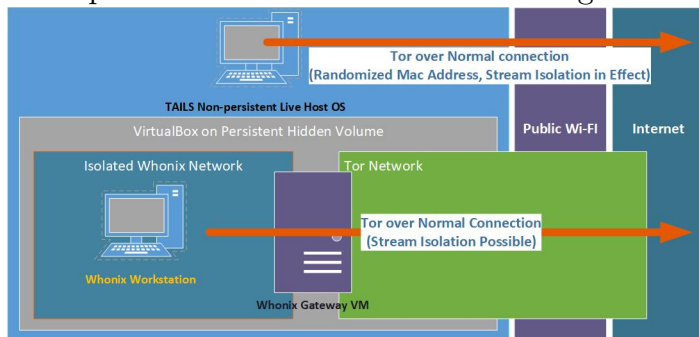 Tor over Normal connection
(Randomized Mac Address, Stream Isolation in Effect)
TAILS Non-persistent Live Host OS
VirtualBox on Persistent Hidden Volume
Public Wi-FI
Internet
Isolated Whonix Network
Tor Network
Tor over Normal Connection
(Stream Isolation Possible)
Whonix Workstation
Whonix Gateway VM